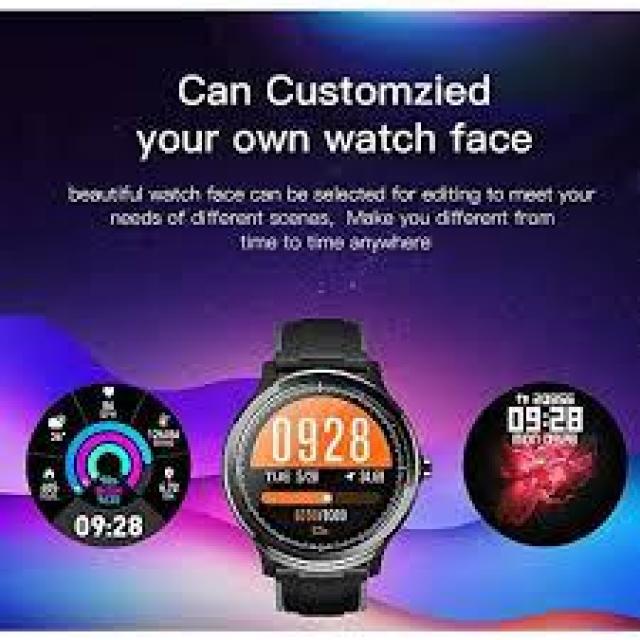 Can Customzied
your own watch face
beautiful watch face can be selected for editing to meet your
needs of different scenes, Make you different from
time to time anywhere
09:28
0928
09:28